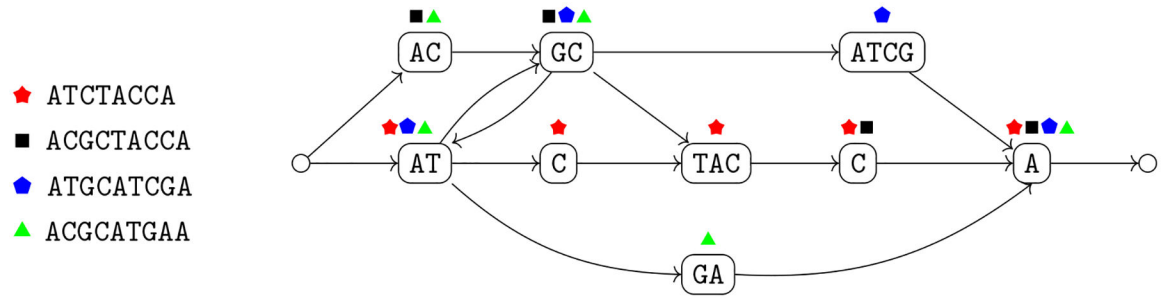 ATCTACCA
ACGCTACCA
ATGCATCGA
ACGCATGAA
AC GC ATCG
AT C TAC C A
GA